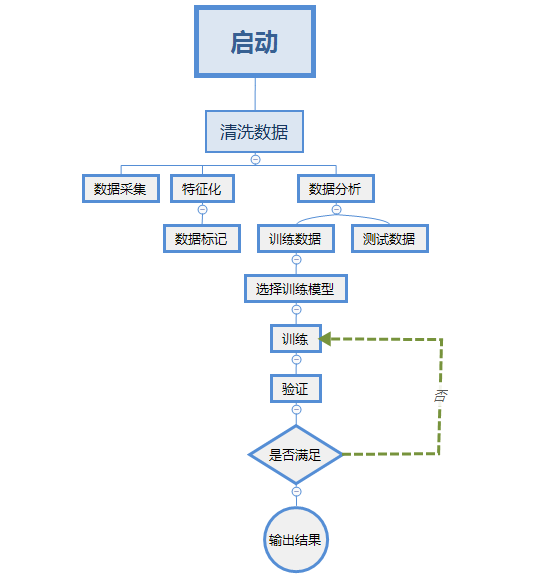 启动
清洗数据
数据采集
特征化
数据分析
数据标记
训练数据
测试数据
选择训练模型
训练
验证
否
是否满足
输出结果